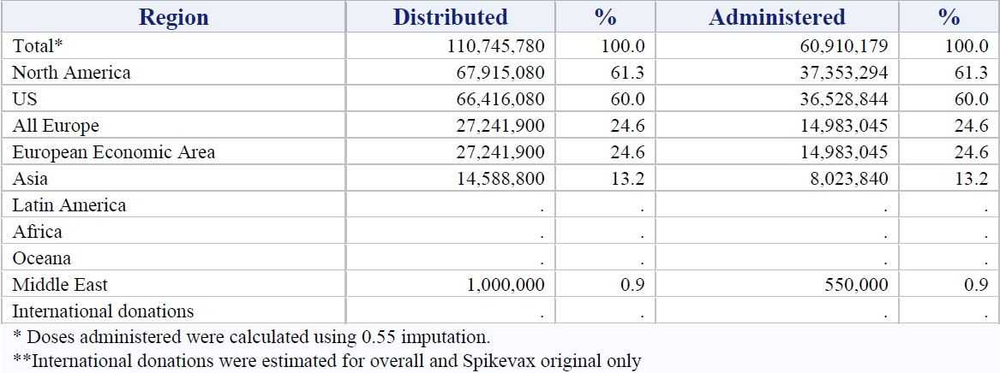 Region Distributed % Administered %
Total* 110,745,780 100.0 60,910,179 100.0
North America 67,915,080 61.3 37,353,294 61.3
US 66,416,080 60.0 36,528,844 60.0
All Europe 27,241,900 24.6 14,983,045 24.6
European Economic Area 27,241,900 24.6 14,983,045 24.6
Asia 14,588,800 13.2 8,023,840 13.2
Latin America . . . .
Africa . . . .
Oceana . . . .
Middle East 1,000,000 0.9 550,000 0.9
International donations . . . .
* Doses administered were calculated using 0.55 imputation.
**International donations were estimated for overall and Spikevax original only